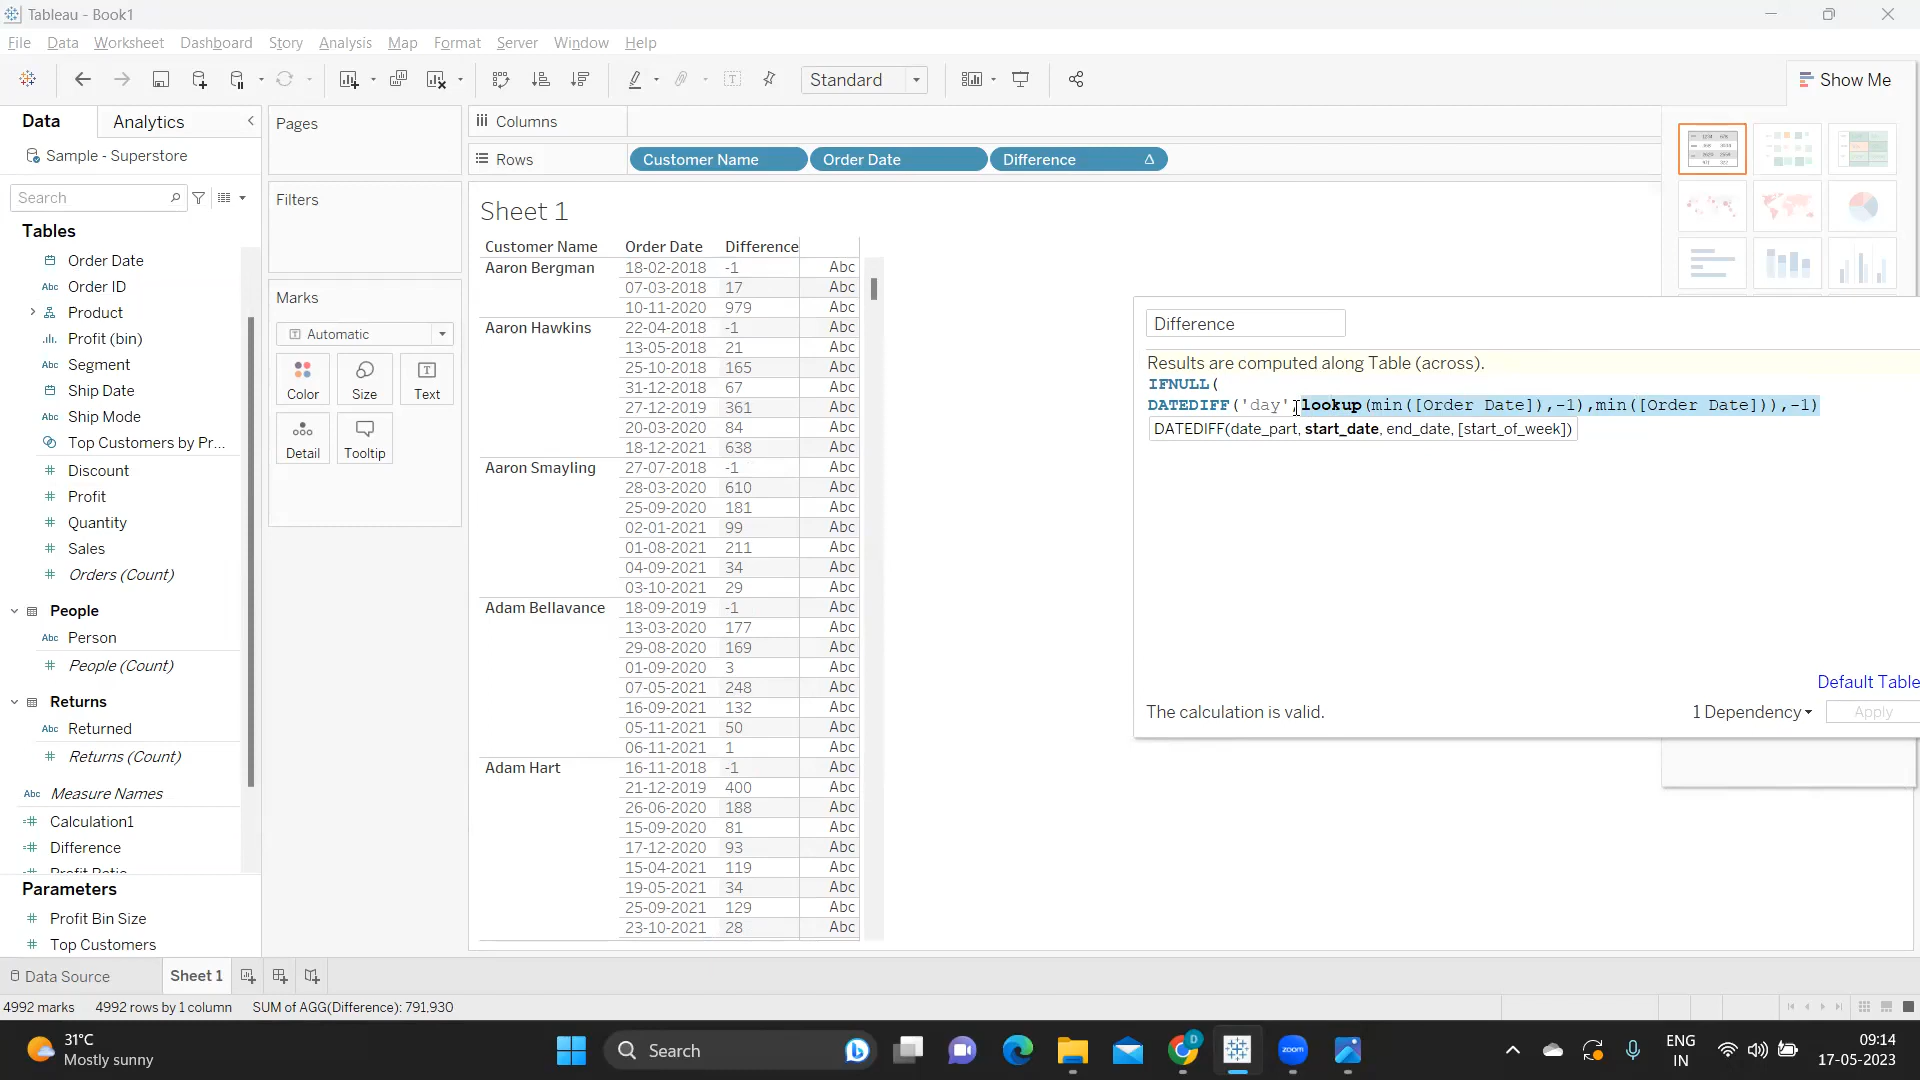 Tableau - Book1
File Data Worksheet Dashboard Story Analysis Map Format Server Window Help
Standard
Show Me
Data Analytics
Sample - Superstore
Search
Tables
Order Date
Abc Order ID
Product
Profit (bin)
Abc Segment
Ship Date
Abc Ship Mode
Top Customers by Pr...
Discount
Profit
Quantity
Sales
Orders (Count)
People
Abc Person
People (Count)
Returns
Abc Returned
Returns (Count)
Abc Measure Names
Calculation1
Difference
Parameters
Profit Bin Size
Top Customers
Pages
Filters
Marks
Automatic
Color Size Text
Detail Tooltip
Columns
Rows Customer Name Order Date Difference
Sheet 1
Customer Name Order Date Difference
Aaron Bergman 18-02-2018 -1 Abc
07-03-2018 17 Abc
10-11-2020 979 Abc
Aaron Hawkins 22-04-2018 -1 Abc
13-05-2018 21 Abc
25-10-2018 165 Abc
31-12-2018 67 Abc
27-12-2019 361 Abc
20-03-2020 84 Abc
18-12-2021 638 Abc
Aaron Smayling 27-07-2018 -1 Abc
28-03-2020 610 Abc
25-09-2020 181 Abc
02-01-2021 99 Abc
01-08-2021 211 Abc
04-09-2021 34 Abc
03-10-2021 29 Abc
Adam Bellavance 18-09-2019 -1 Abc
13-03-2020 177 Abc
29-08-2020 169 Abc
01-09-2020 3 Abc
07-05-2021 248 Abc
16-09-2021 132 Abc
05-11-2021 50 Abc
06-11-2021 1 Abc
Adam Hart 16-11-2018 -1 Abc
21-12-2019 400 Abc
26-06-2020 188 Abc
15-09-2020 81 Abc
17-12-2020 93 Abc
15-04-2021 119 Abc
19-05-2021 34 Abc
25-09-2021 129 Abc
23-10-2021 28 Abc
Difference
Results are computed along Table (across).
IFNULL(
DATEDIFF('day',lookup(min([Order Date]),-1),min([Order Date])),-1)
DATEDIFF(date_part, start_date, end_date, [start_of_week])
Default Table
The calculation is valid.
1 Dependency
Apply
Data Source Sheet 1
4992 marks 4992 rows by 1 column SUM of AGG(Difference): 791,930
31°C
Mostly sunny
Search
zoom
D
ENG
IN
09:14
17-05-2023